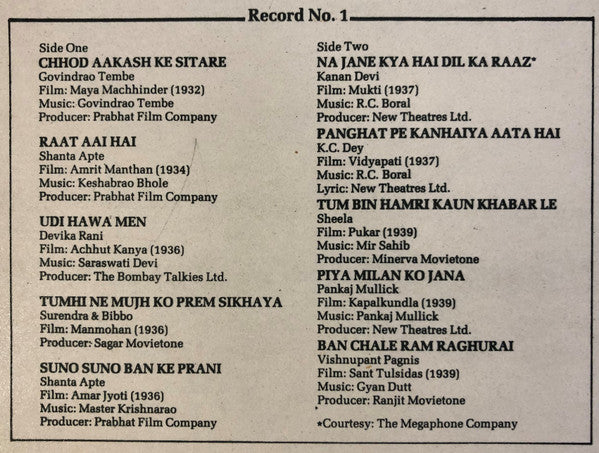 Record No. 1
Side One
CHHOD AAKASH KE SITARE
Govindrao Tembe
Film: Maya Machhinder (1932)
Music: Govindrao Tembe
Producer: Prabhat Film Company
RAAT AAI HAI
Shanta Apte
Film: Amrit Manthan (1934)
Music: Keshabrao Bhole
Producer: Prabhat Film Company
UDI HAWA MEN
Devika Rani
Film: Achhut Kanya (1936)
Music: Saraswati Devi
Producer: The Bombay Talkies Ltd.
TUMHI NE MUJH KO PREM SIKHAYA
Surendra & Bibbo
Film: Manmohan (1936)
Producer: Sagar Movietone
SUNO SUNO BAN KE PRANI
Shanta Apte
Film: Amar Jyoti (1936)
Music: Master Krishnarao
Producer: Prabhat Film Company
Side Two
NA JANE KYA HAI DIL KA RAAZ*
Kanan Devi
Film: Mukti (1937)
Music: R.C. Boral
Producer: New Theatres Ltd.
PANGHAT PE KANHAIYA AATA HAI
K.C. Dey
Film: Vidyapati (1937)
Music: R.C. Boral
Lyric: New Theatres Ltd.
TUM BIN HAMRI KAUN KHABAR LE
Sheela
Film: Pukar (1939)
Music: Mir Sahib
Producer: Minerva Movietone
PIYA MILAN KO JANA
Pankaj Mullick
Film: Kapalkundla (1939)
Music: Pankaj Mullick
Producer: New Theatres Ltd.
BAN CHALE RAM RAGHURAI
Vishnupant Pagnis
Film: Sant Tulsidas (1939)
Music: Gyan Dutt
Producer: Ranjit Movietone
*Courtesy: The Megaphone Company